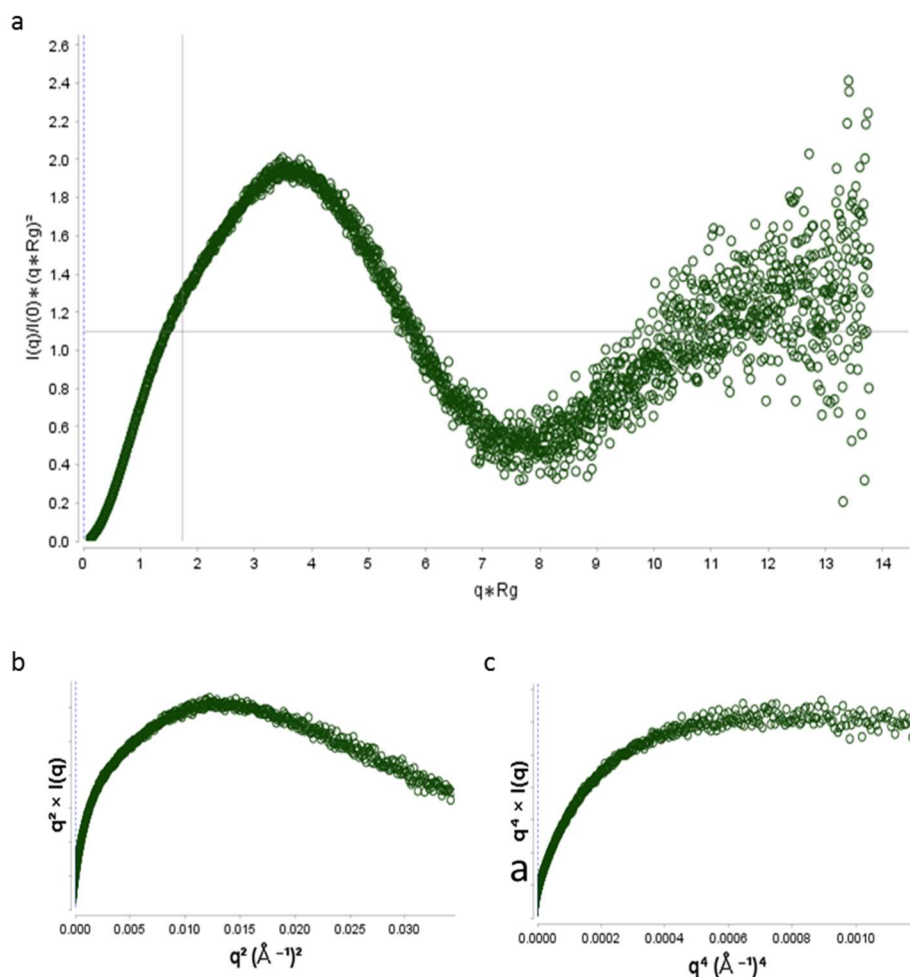 a
2.6
2.4
2.2
2.0
1.8
1.6
1.4
1.2
1.0
0.8
0.6
0.4
0.2
0.0
I(q)/I(0)*(q*Rg)²
0 1 2 3 4 5 6 7 8 9 10 11 12 13 14
q*Rg
b
q² × I(q)
0.000 0.005 0.010 0.015 0.020 0.025 0.030
q² (Å ⁻¹)²
c
q⁴ × I(q)
a
0.0000 0.0002 0.0004 0.0006 0.0008 0.0010
q⁴ (Å ⁻¹)⁴